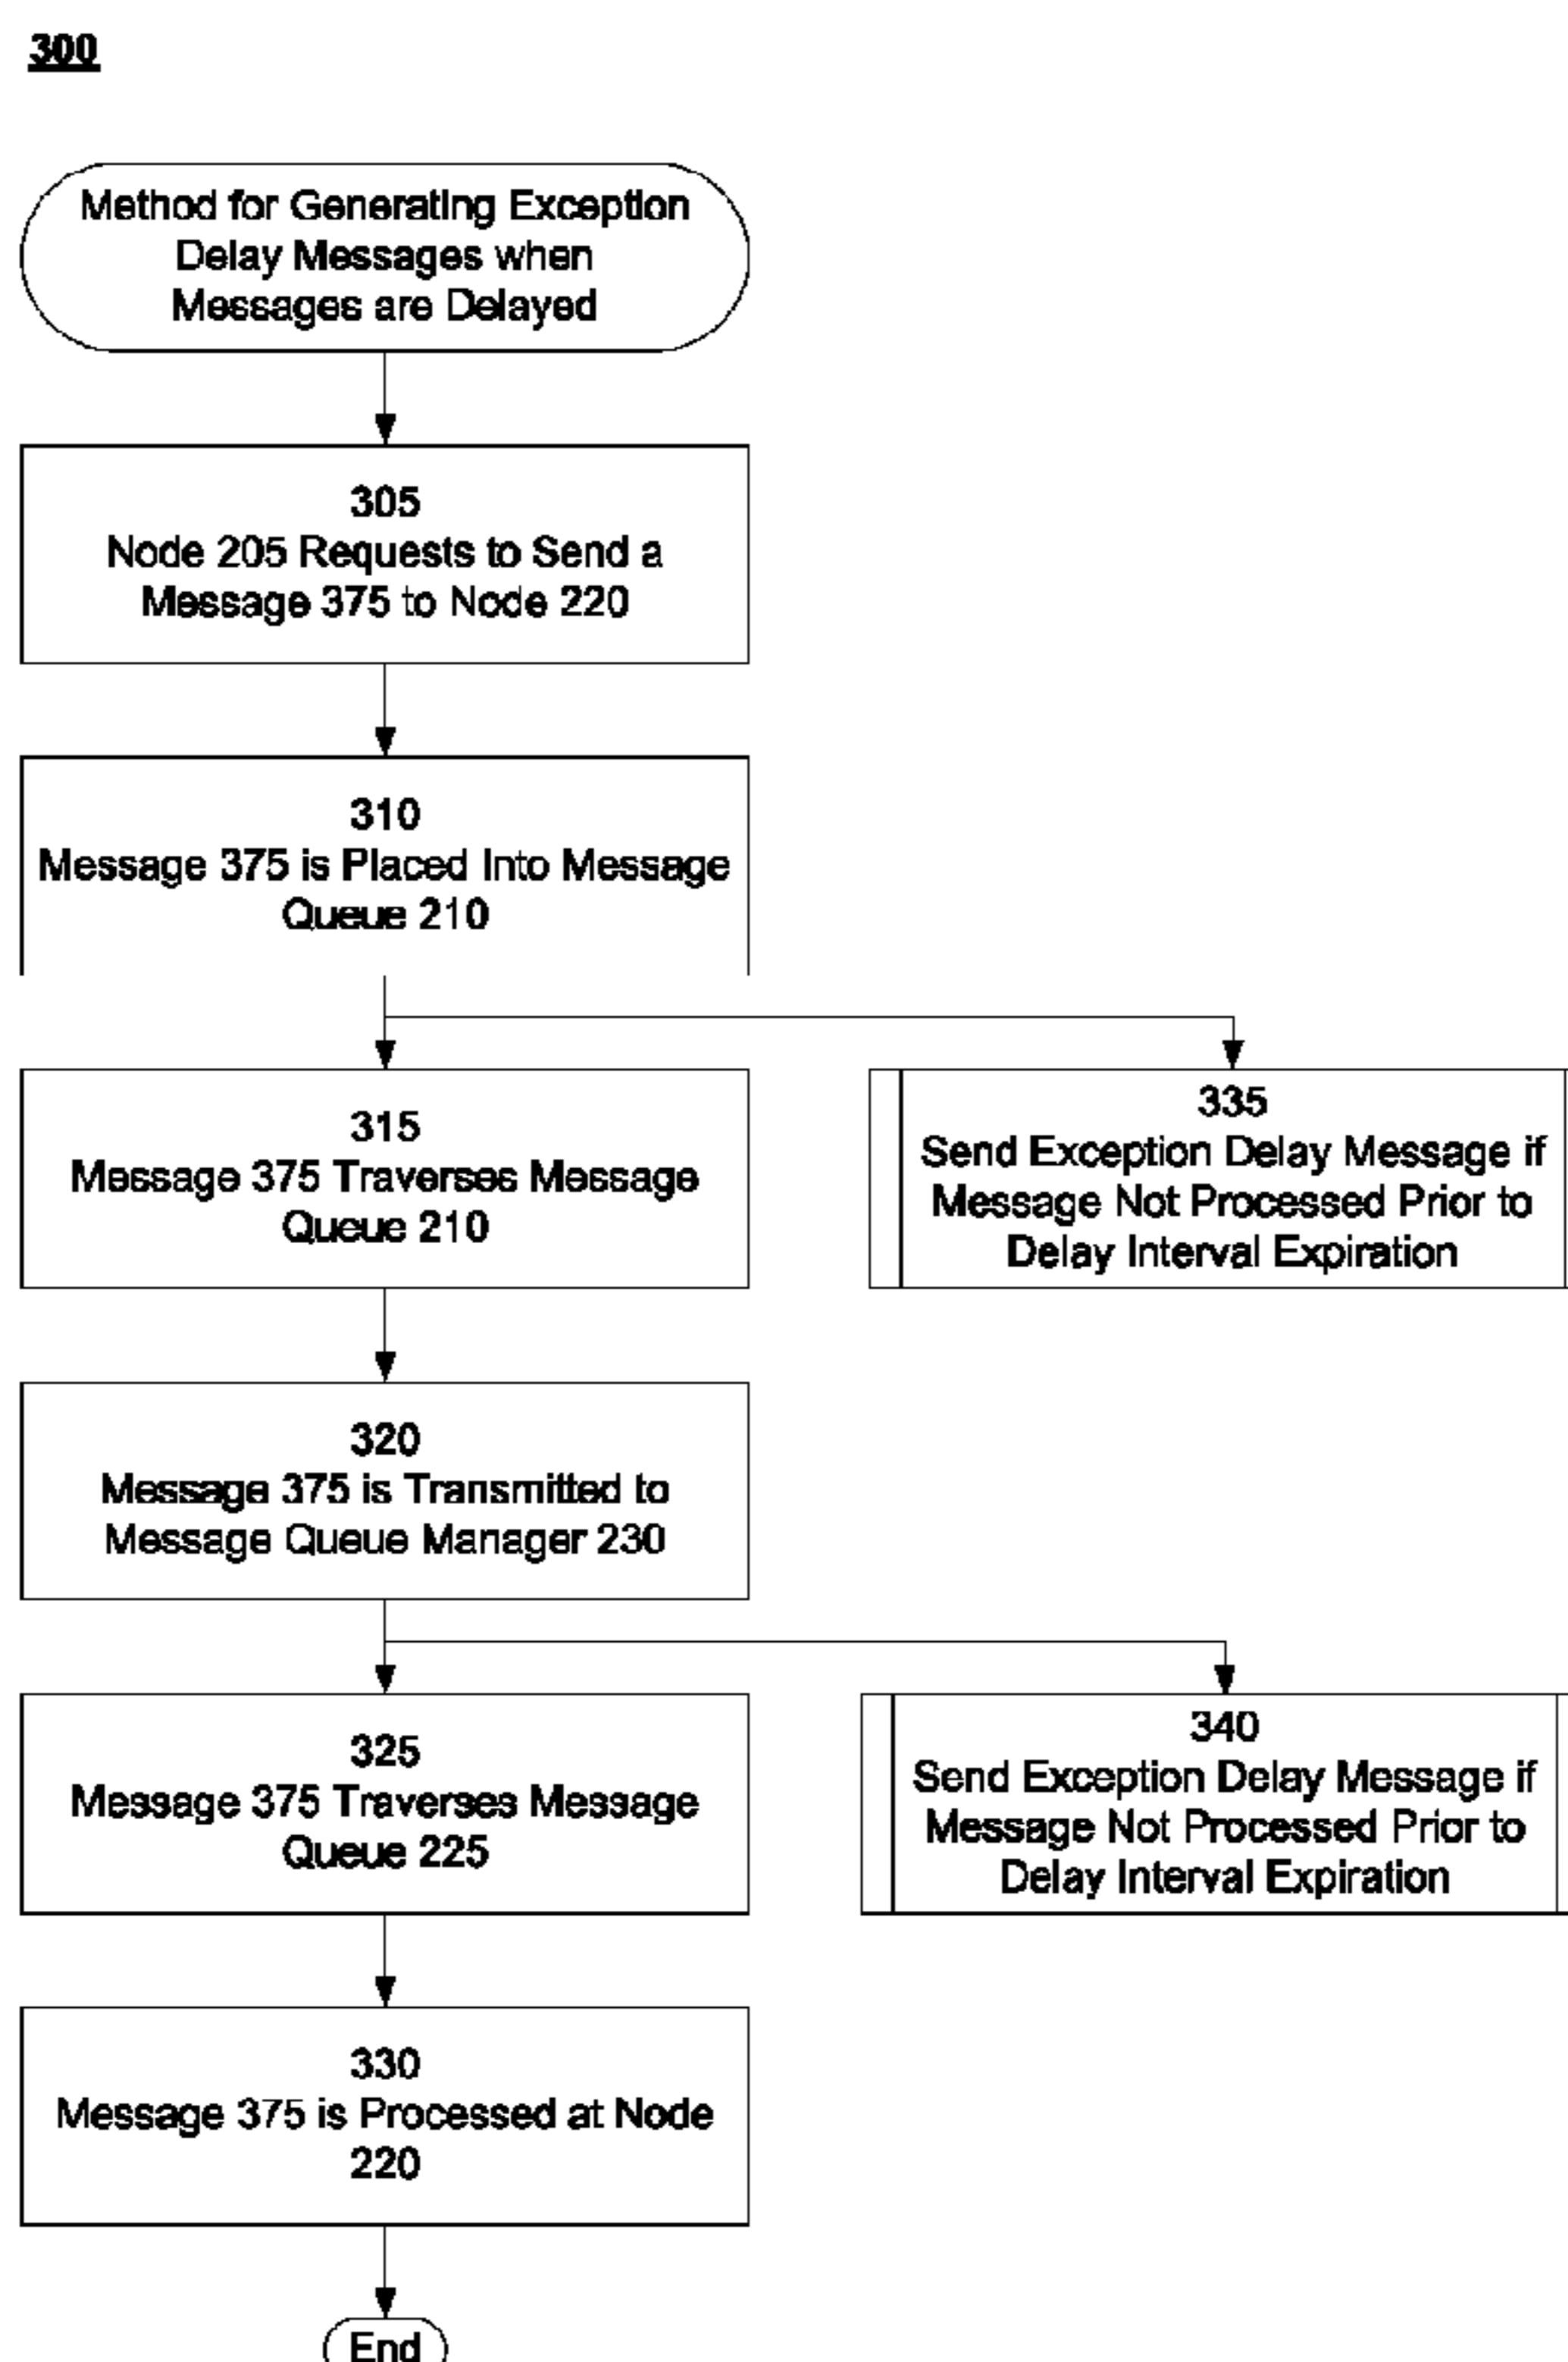 300
Method for Generating Exception
Delay Messages when
Messages are Delayed
305
Node 205 Requests to Send a
Message 375 to Node 220
310
Message 375 is Placed Into Message
Queue 210
315
Message 375 Traverses Message
Queue 210
335
Send Exception Delay Message if
Message Not Processed Prior to
Delay Interval Expiration
320
Message 375 is Transmitted to
Message Queue Manager 230
325
Message 375 Traverses Message
Queue 225
340
Send Exception Delay Message if
Message Not Processed Prior to
Delay Interval Expiration
330
Message 375 is Processed at Node
220
End